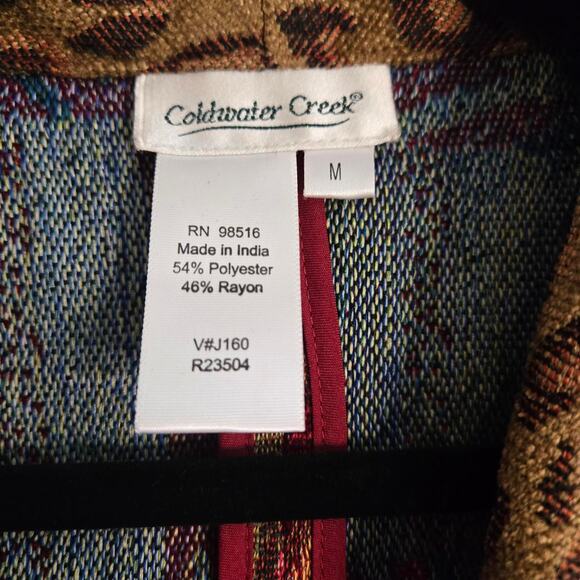 Coldwater Creek®
M
RN 98516
Made in India
54% Polyester
46% Rayon
V#J160
R23504